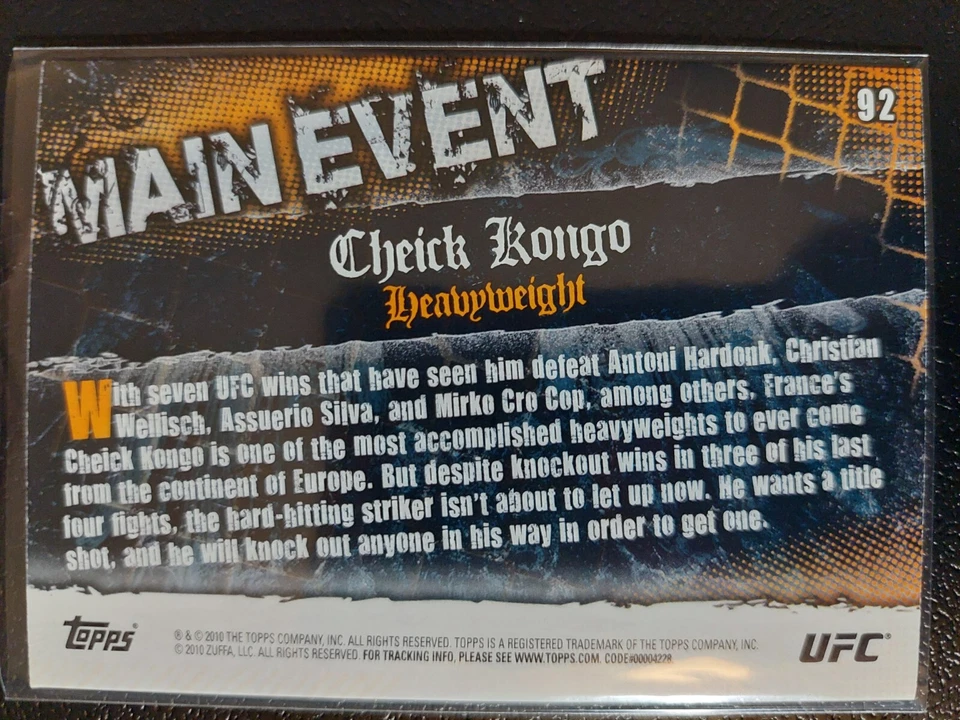 MAIN EVENT
92
Cheick Kongo
Heavyweight
With seven UFC wins that have seen him defeat Antoni Hardonk, Christian
Wellisch, Assuerio Silva, and Mirko Cro Cop, among others, France's
Cheick Kongo is one of the most accomplished heavyweights to ever come
from the continent of Europe. But despite knockout wins in three of his last
four fights, the hard-hitting striker isn't about to let up now. He wants a title
shot, and he will knock out anyone in his way in order to get one.
topps®
® & © 2010 THE TOPPS COMPANY, INC. ALL RIGHTS RESERVED. TOPPS IS A REGISTERED TRADEMARK OF THE TOPPS COMPANY, INC.
© 2010 ZUFFA, LLC. ALL RIGHTS RESERVED. FOR TRACKING INFO, PLEASE SEE WWW.TOPPS.COM. CODE#00004278
UFC®